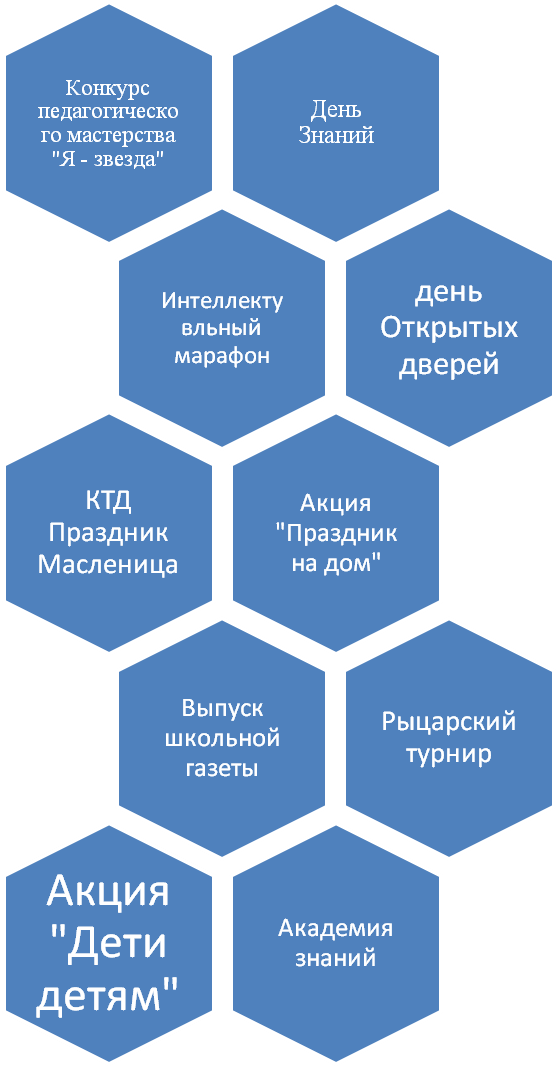 Конкурс
педагогическо
го мастерства
"Я - звезда"
День
Знаний
Интеллекту
вльный
марафон
день
Открытых
дверей
КТД
Праздник
Масленица
Акция
"Праздник
на дом"
Выпуск
школьной
газеты
Рыцарский
турнир
Акция
"Дети
детям"
Академия
знаний